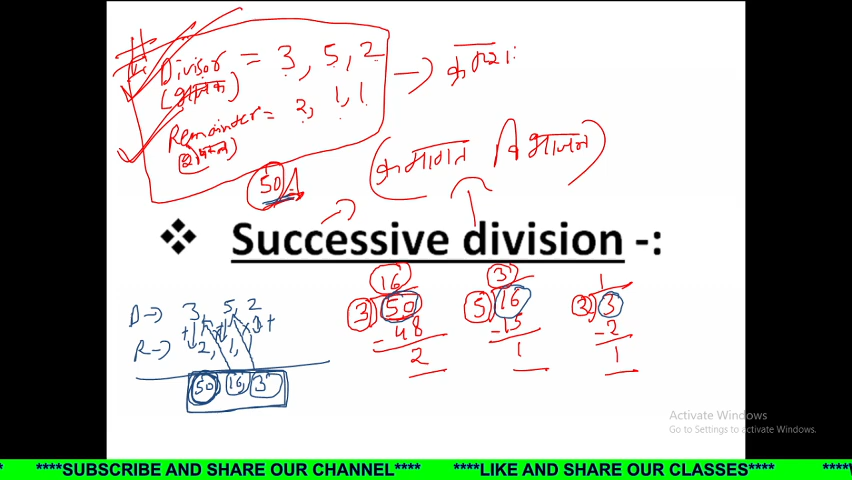 Divisor = 3, 5, 2 → क्रमशः
(भाजक)
Remainder = 2, 1, 1
(शेषफल)
50 A
(क्रमागत विभाजन)
❖ Successive division -:
D → 3, 5, 2
R → 2, 1, 1
50 16 3
16
3) 50
- 48
2
3
5) 16
- 15
1
1
2) 3
- 2
1
Activate Windows
Go to Settings to activate Windows.
****SUBSCRIBE AND SHARE OUR CHANNEL**** ****LIKE AND SHARE OUR CLASSES****